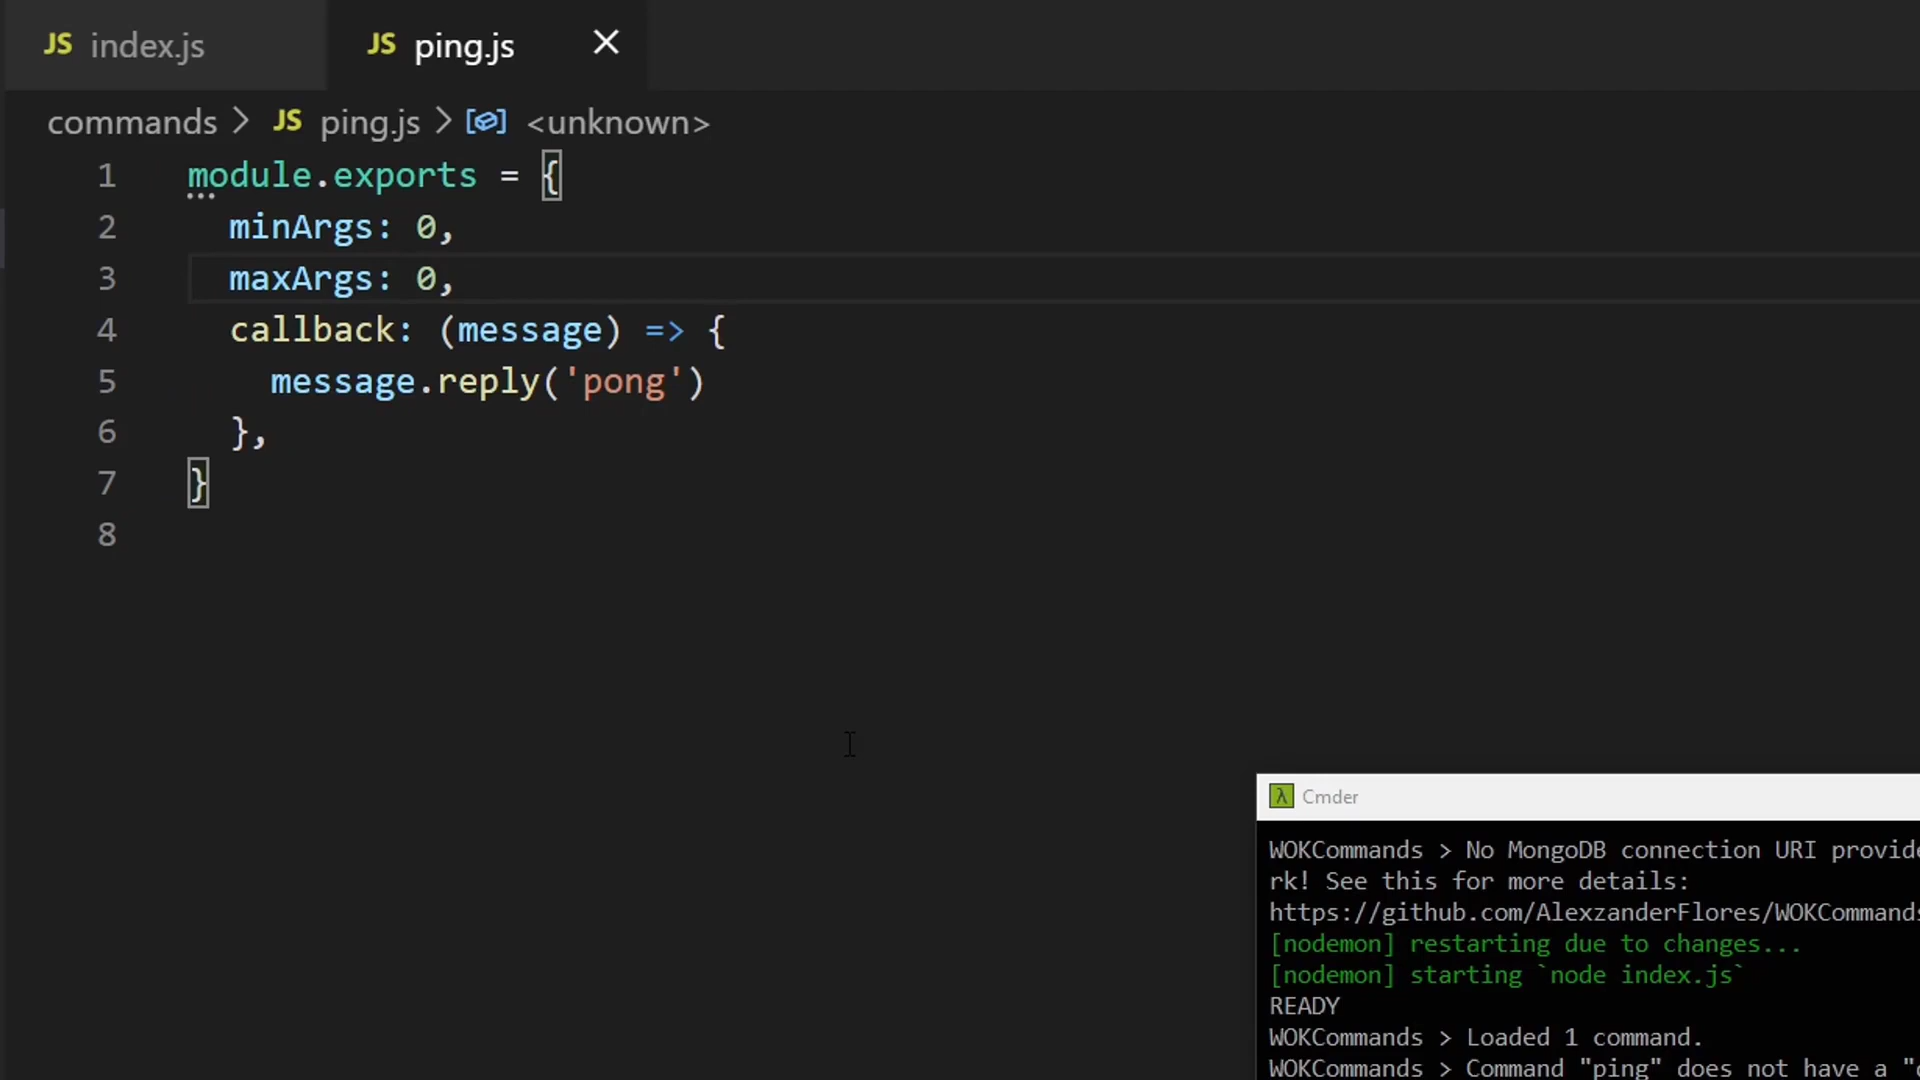 JS index.js
JS ping.js
commands > JS ping.js > <unknown>
1 module.exports = {
2 minArgs: 0,
3 maxArgs: 0,
4 callback: (message) => {
5 message.reply('pong')
6 },
7 }
8
λ Cmder
WOKCommands > No MongoDB connection URI provide
rk! See this for more details:
https://github.com/AlexzanderFlores/WOKCommands
[nodemon] restarting due to changes...
[nodemon] starting `node index.js`
READY
WOKCommands > Loaded 1 command.
WOKCommands > Command "ping" does not have a "